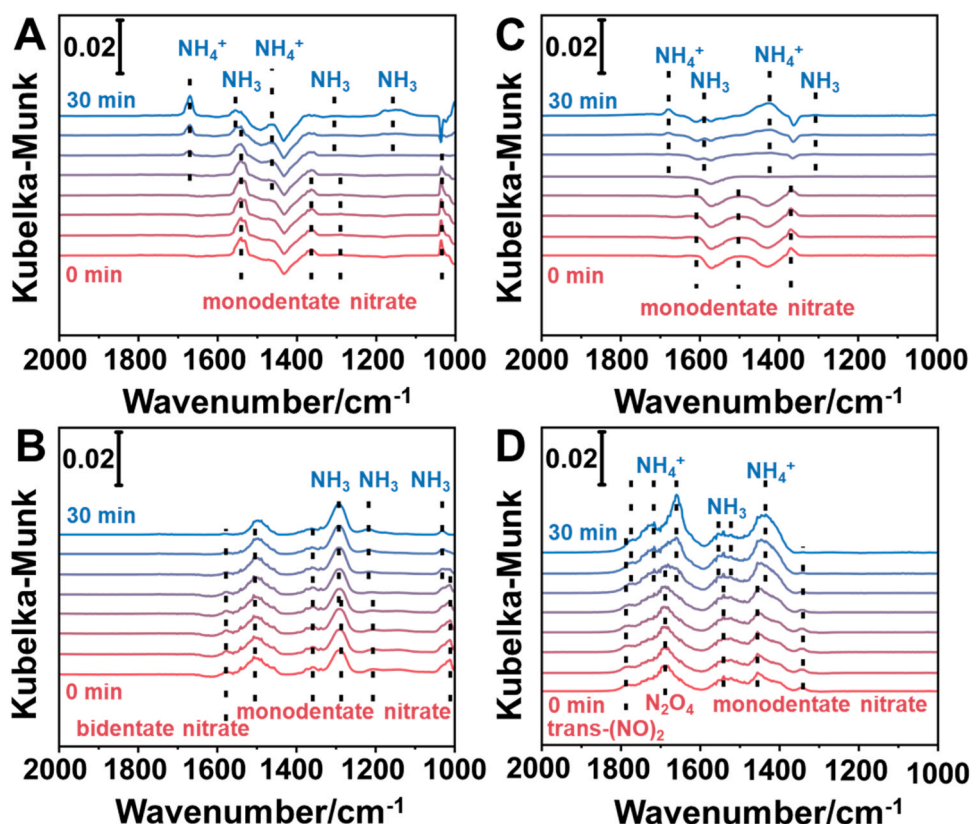 A
0.02
NH₄⁺ NH₄⁺
NH₃ NH₃ NH₃
30 min
0 min
monodentate nitrate
Kubelka-Munk
2000 1800 1600 1400 1200 1000
Wavenumber/cm⁻¹
C
0.02
NH₄⁺ NH₄⁺
NH₃ NH₃
30 min
0 min
monodentate nitrate
Kubelka-Munk
2000 1800 1600 1400 1200 1000
Wavenumber/cm⁻¹
B
0.02
NH₃ NH₃ NH₃
30 min
0 min
monodentate nitrate
bidentate nitrate
Kubelka-Munk
2000 1800 1600 1400 1200 1000
Wavenumber/cm⁻¹
D
0.02
NH₄⁺ NH₄⁺
NH₃
30 min
0 min N₂O₄ monodentate nitrate
trans-(NO)₂
Kubelka-Munk
2000 1800 1600 1400 1200 1000
Wavenumber/cm⁻¹